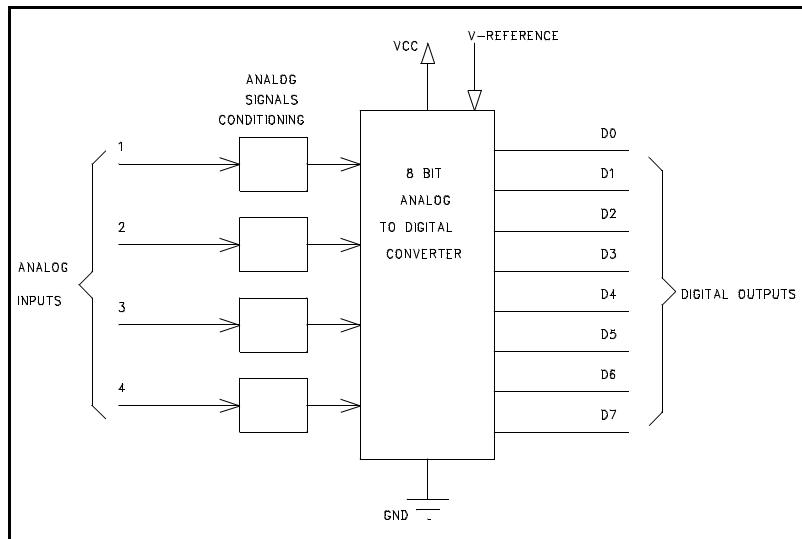 VCC
V-REFERENCE
ANALOG
SIGNALS
CONDITIONING
1
2
3
4
ANALOG
INPUTS
8 BIT
ANALOG
TO DIGITAL
CONVERTER
D0
D1
D2
D3
D4
D5
D6
D7
DIGITAL OUTPUTS
GND